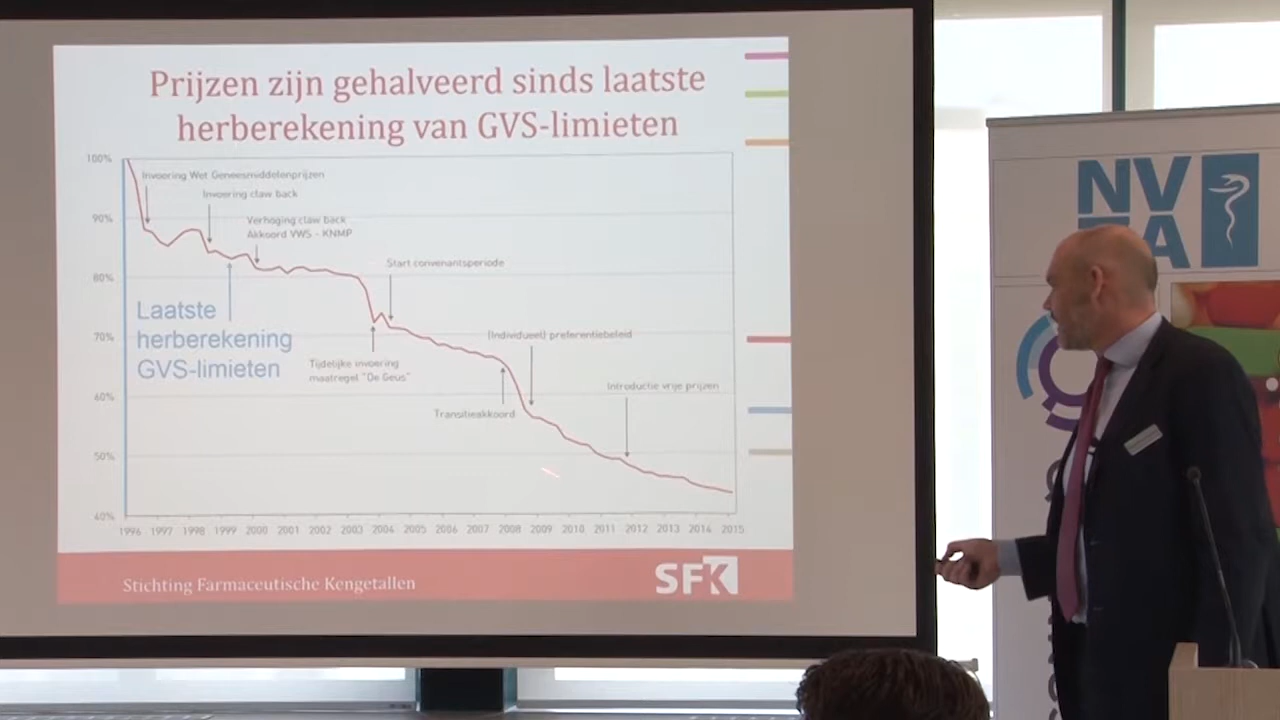 Prijzen zijn gehalveerd sinds laatste
herberekening van GVS-limieten
100%
90%
80%
70%
60%
50%
40%
Invoering Wet Geneesmiddelenprijzen
Invoering claw back
Verhoging claw back
Akkoord VWS - KNMP
Start convenantsperiode
Laatste
herberekening
GVS-limieten
Tijdelijke invoering
maatregel "De Geus"
(Individueel) preferentiebeleid
Transitieakkoord
Introductie vrije prijzen
1996 1997 1998 1999 2000 2001 2002 2003 2004 2005 2006 2007 2008 2009 2010 2011 2012 2013 2014 2015
Stichting Farmaceutische Kengetallen
SFK
NV
ZA